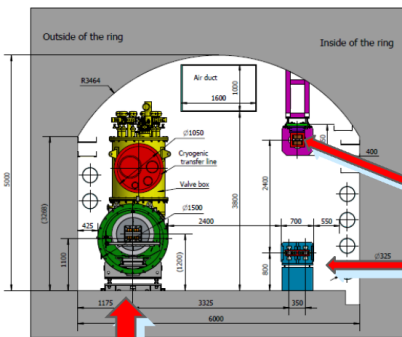 Outside of the ring
Inside of the ring
R3464
Air duct
1000
1600
Ø1050
Cryogenic
transfer line
Valve box
Ø1500
400
5000
(3280)
3800
2400
425
2400
700
550
Ø325
1100
(1200)
800
1175
3325
350
6000